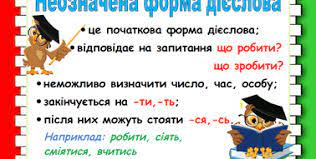 Неозначена форма дієслова
• це початкова форма дієслова;
• відповідає на запитання що робити?
що зробити?
• неможливо визначити число, час, особу;
• закінчується на -ти,-ть;
• після них можуть стояти -ся,-сь.
Наприклад: робити, сіять,
сміятися, вчитись